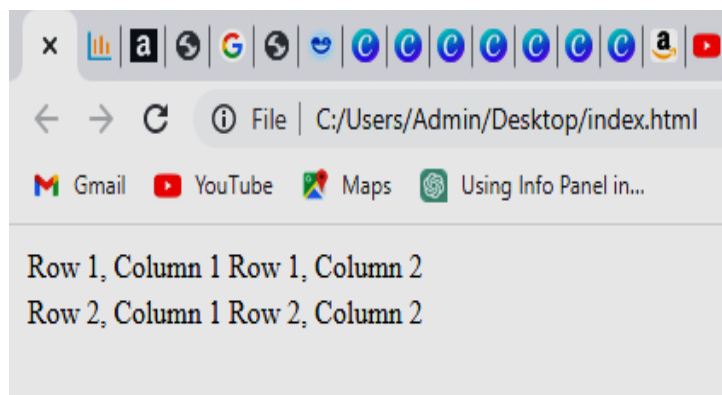 a G C C C C C C C a
File C:/Users/Admin/Desktop/index.html
Gmail YouTube Maps Using Info Panel in...
Row 1, Column 1 Row 1, Column 2
Row 2, Column 1 Row 2, Column 2